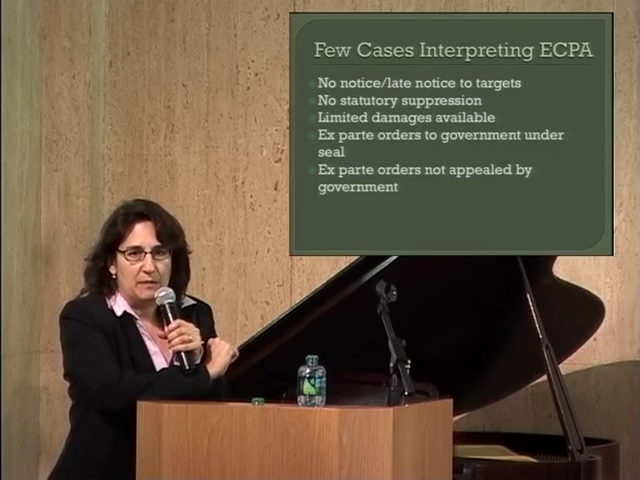 Few Cases Interpreting ECPA
No notice/late notice to targets
No statutory suppression
Limited damages available
Ex parte orders to government under
seal
Ex parte orders not appealed by
government